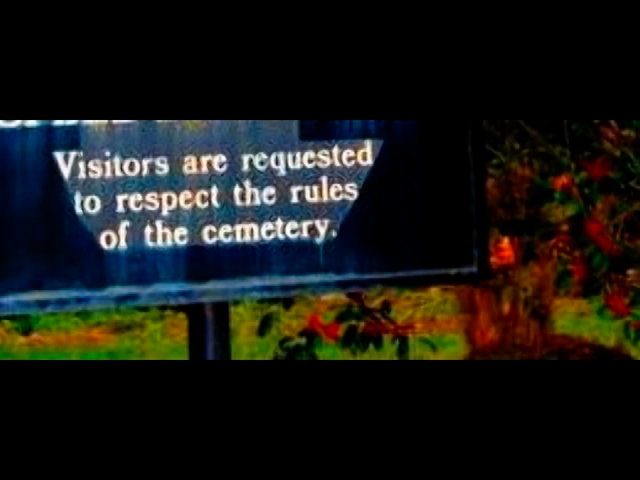 Visitors are requested
to respect the rules
of the cemetery.